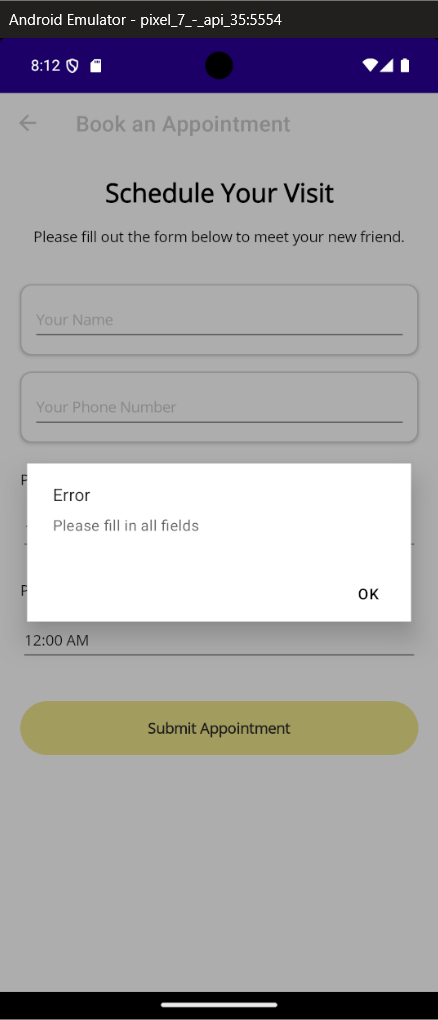 Android Emulator - pixel_7_-_api_35:5554
8:12
Book an Appointment
Schedule Your Visit
Please fill out the form below to meet your new friend.
Your Name
Your Phone Number
Error
Please fill in all fields
OK
12:00 AM
Submit Appointment